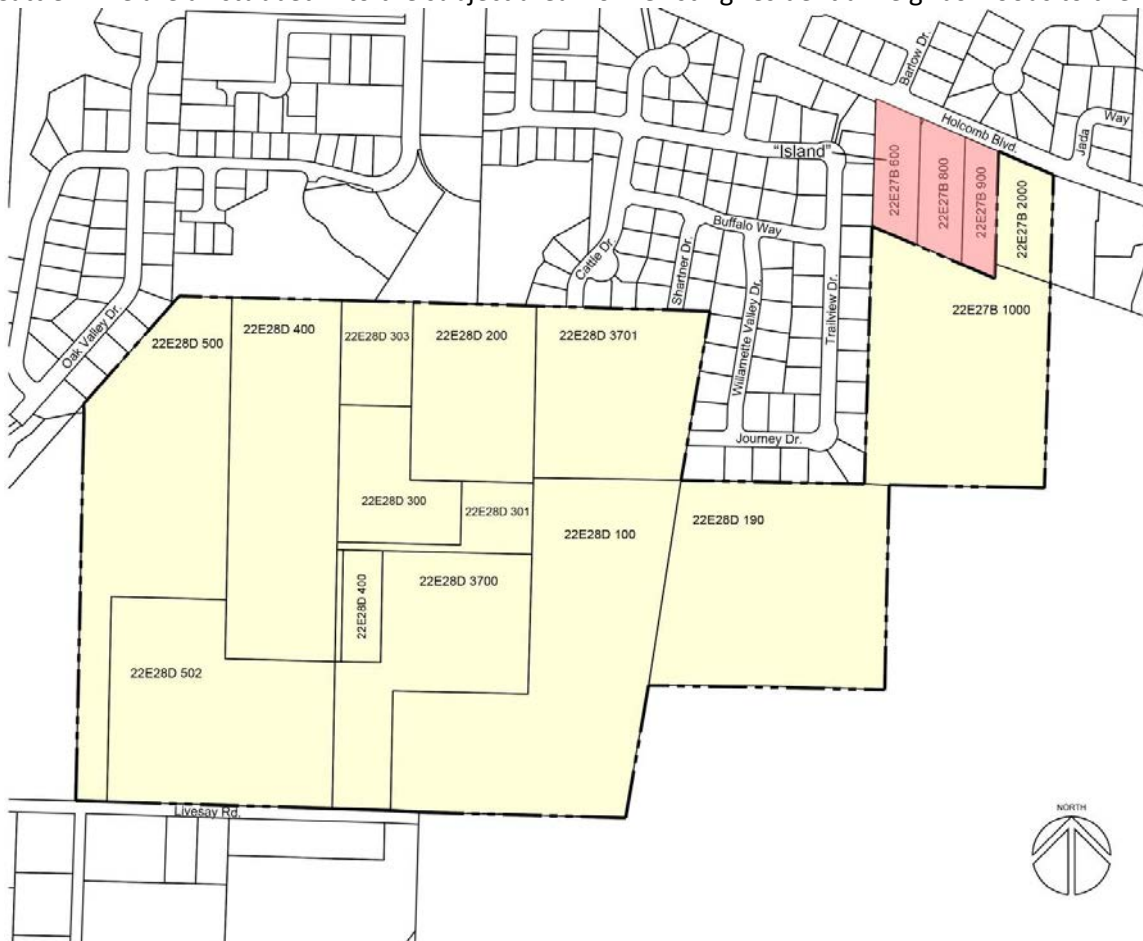 Bartow Dr.
Holcomb Blvd.
Jada
Way
"Island"
22E27B 600
22E27B 800
22E27B 900
22E27B 2000
Buffalo Way
Cattle Dr.
Shartner Dr.
Willamette Valley Dr.
Trailview Dr.
22E27B 1000
Oak Valley Dr.
22E28D 500
22E28D 400
22E28D 303
22E28D 200
22E28D 3701
Journey Dr.
22E28D 300
22E28D 301
22E28D 100
22E28D 190
22E28D 400
22E28D 3700
22E28D 502
Livesay Rd.
NORTH